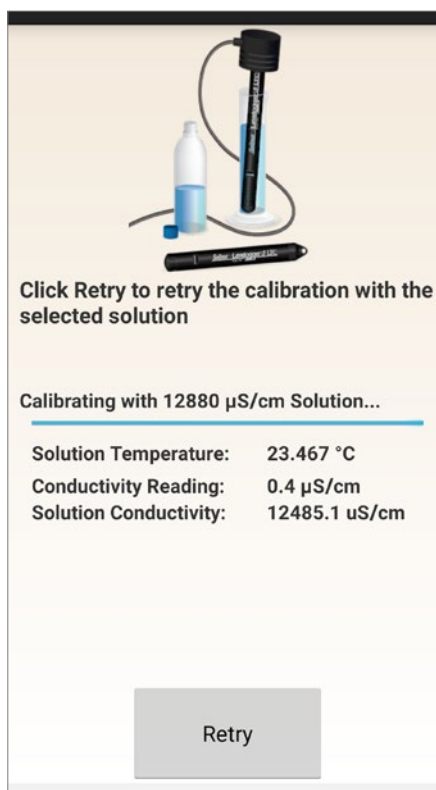 Click Retry to retry the calibration with the
selected solution
Calibrating with 12880 µS/cm Solution...
Solution Temperature: 23.467 °C
Conductivity Reading: 0.4 µS/cm
Solution Conductivity: 12485.1 uS/cm
Retry